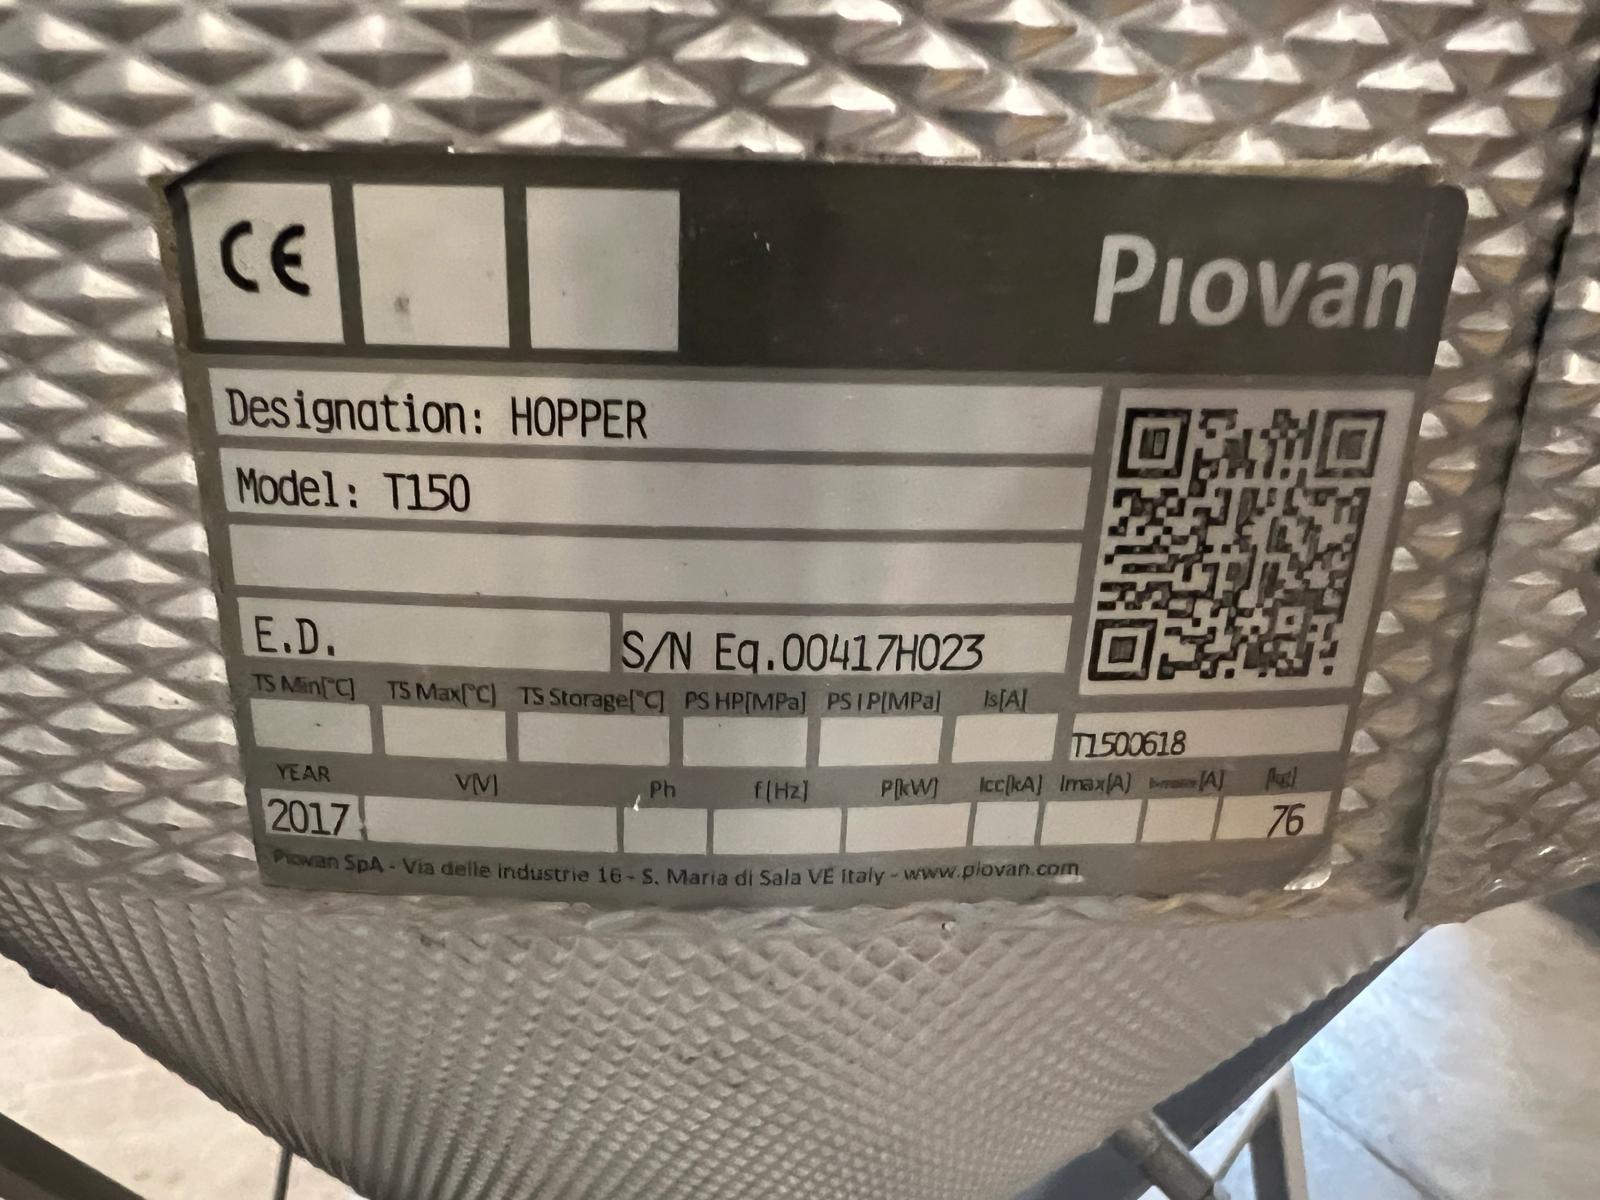 CE
Piovan
Designation: HOPPER
Model: T150
E.D.
S/N Eq.00417H023
TS Min[°C] TS Max[°C] TS Storage[°C] PS HP[MPa] PS IP[MPa] Is[A]
T1500618
YEAR V[V] Ph f[Hz] P[kW] Icc[kA] Imax[A] [A] [kg]
2017 76
Piovan SpA - Via delle industrie 16 - S. Maria di Sala VE Italy - www.piovan.com